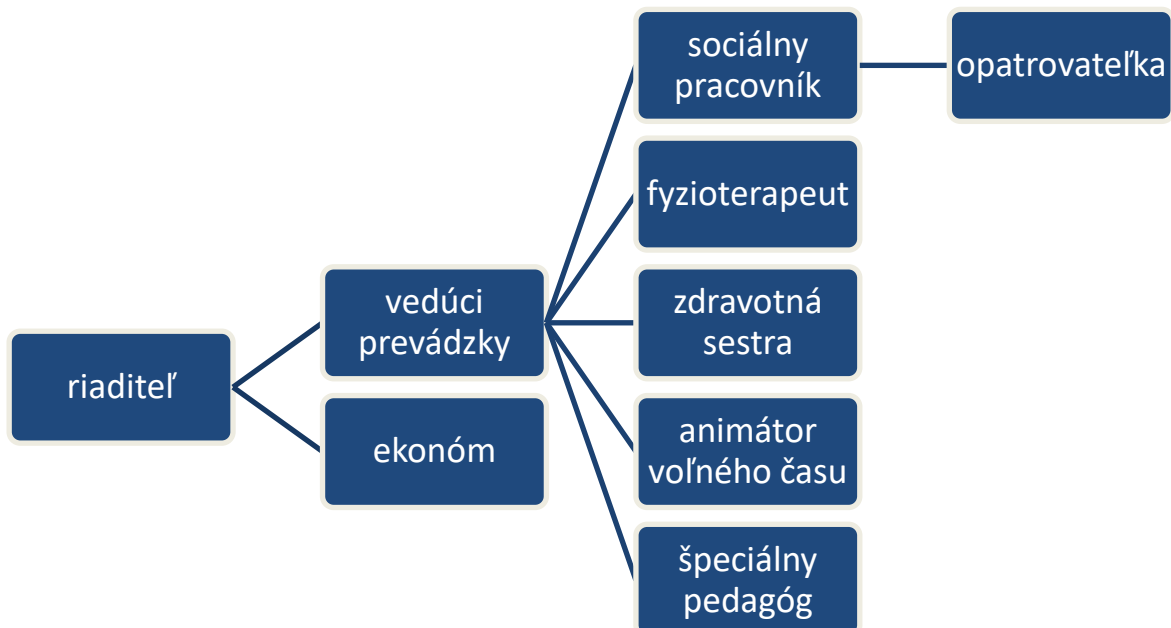 riaditeľ
vedúci
prevádzky
ekonóm
sociálny
pracovník
fyzioterapeut
zdravotná
sestra
animátor
voľného času
špeciálny
pedagóg
opatrovateľka